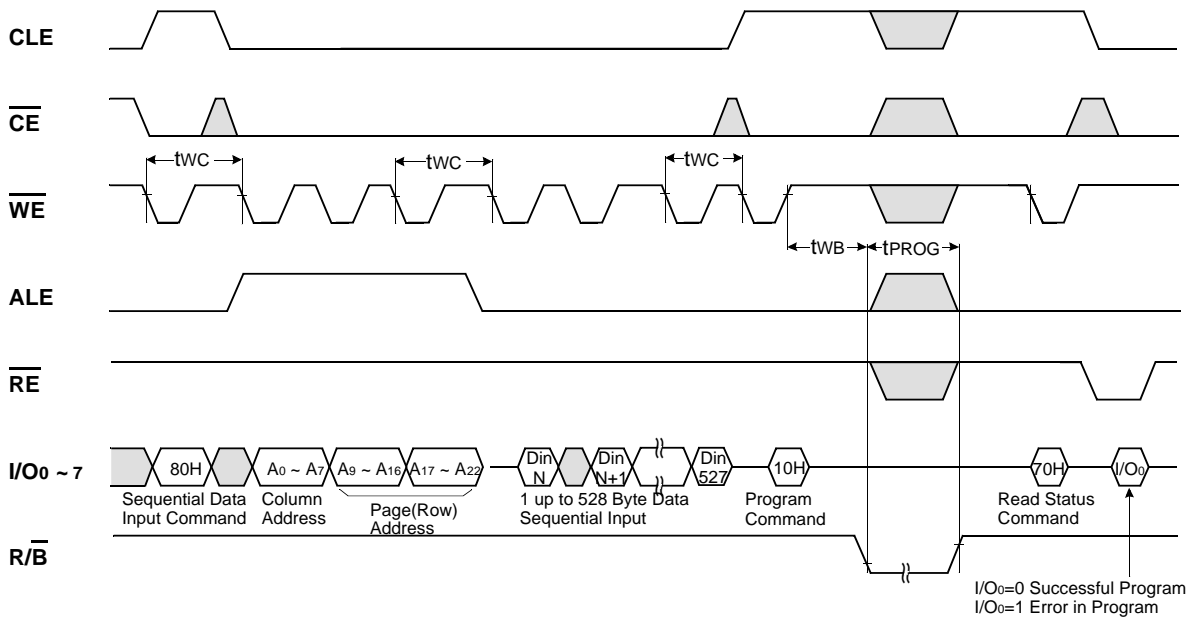 CLE
CE
tWC tWC tWC
WE
tWB tPROG
ALE
RE
I/O0 ~ 7 80H A0 ~ A7 A9 ~ A16 A17 ~ A22 Din N Din N+1 Din 527 10H 70H I/O0
Sequential Data Input Command
Column Address
Page(Row) Address
1 up to 528 Byte Data Sequential Input
Program Command
Read Status Command
R/B
I/O0=0 Successful Program
I/O0=1 Error in Program